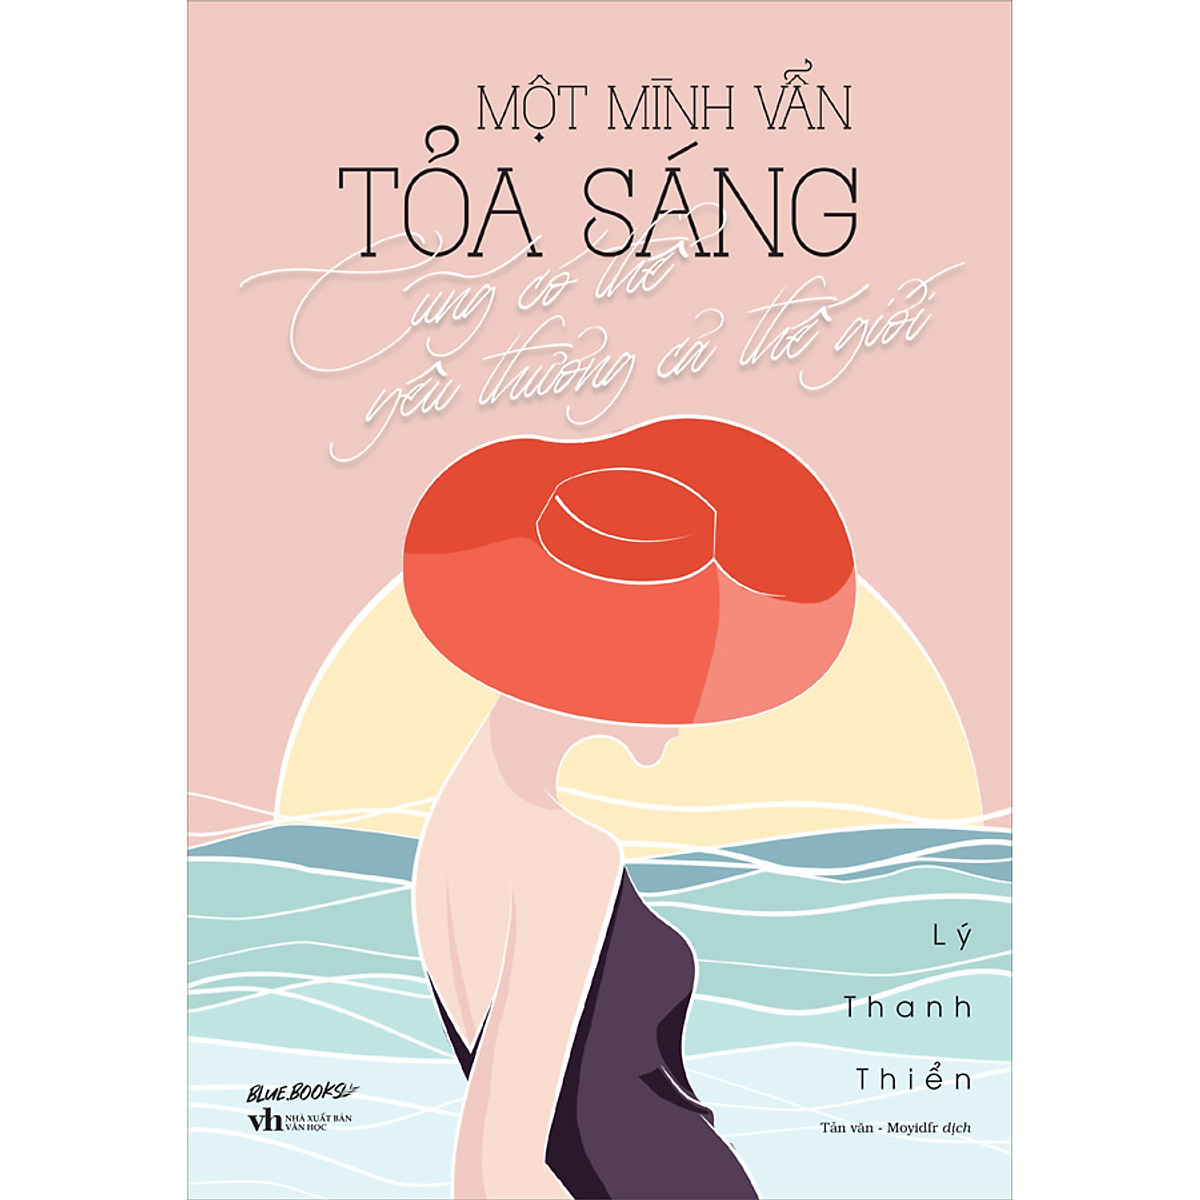 MỘT MÌNH VẪN
TỎA SÁNG
Cũng có thể
yêu thương cả thế giới
Lý
Thanh
Thiển
Tản văn - Moyidfr dịch
BLUE.BOOKS
vh NHÀ XUẤT BẢN
VĂN HỌC